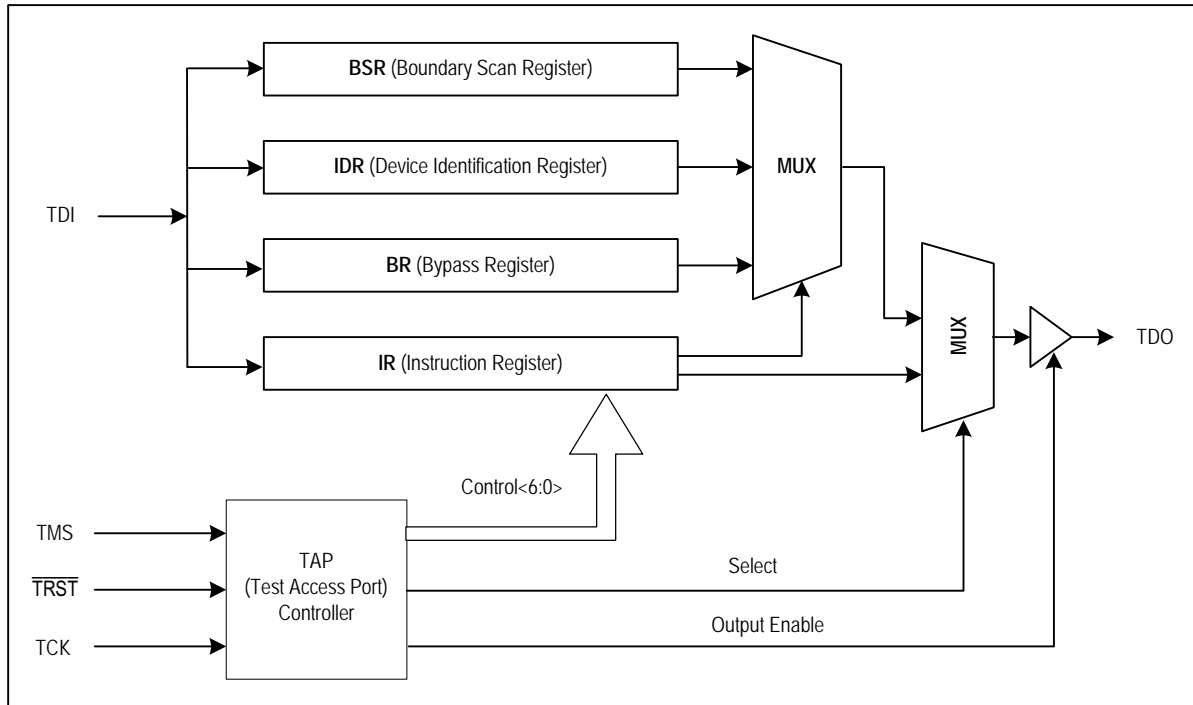 BSR (Boundary Scan Register)
IDR (Device Identification Register)
MUX
TDI
BR (Bypass Register)
IR (Instruction Register)
MUX
TDO
Control<6:0>
TMS
TRST
TCK
TAP
(Test Access Port)
Controller
Select
Output Enable